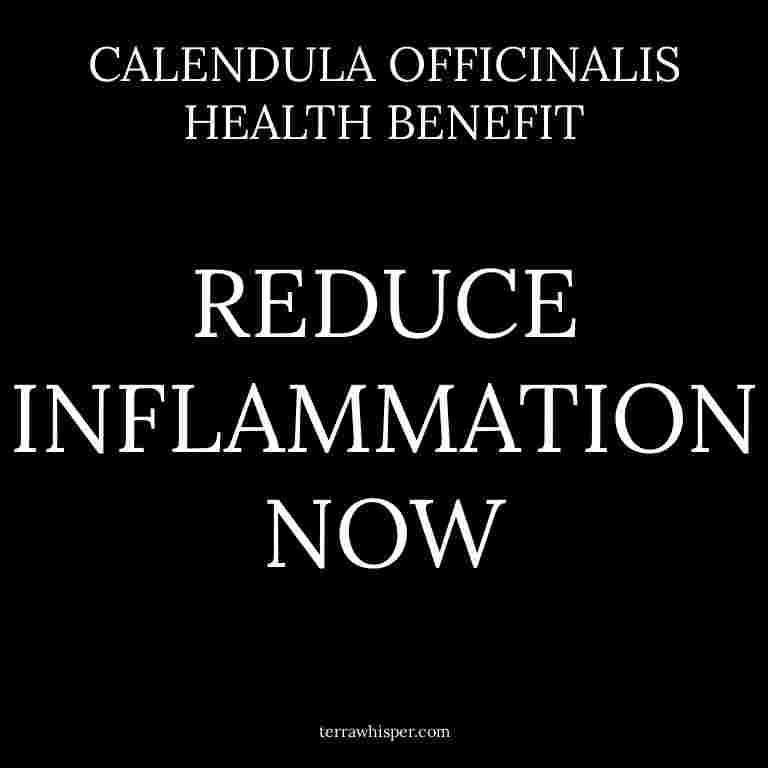 CALENDULA OFFICINALIS
HEALTH BENEFIT
REDUCE
INFLAMMATION
NOW
terrawhisper.com